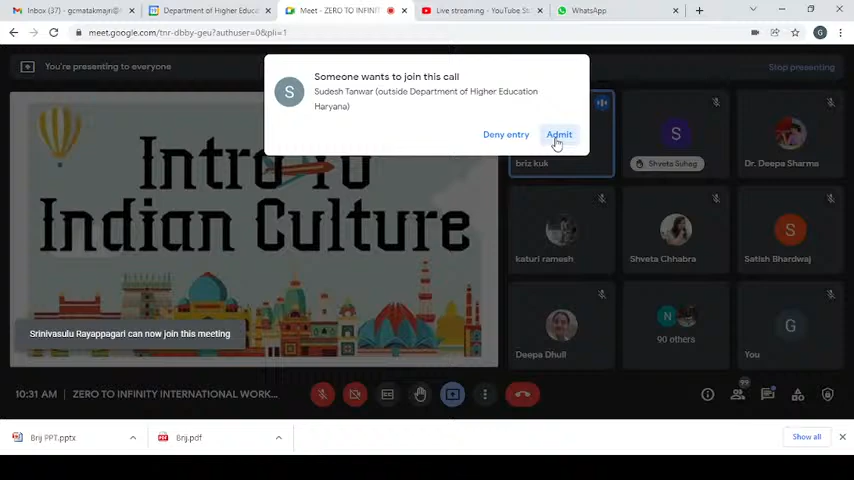 Inbox (37) - gcmatakmajri@
Department of Higher Educa
Meet - ZERO TO INFINIT
Live streaming - YouTube St
WhatsApp
meet.google.com/tnr-dbby-geu?authuser=0&pli=1
G
You're presenting to everyone
Stop presenting
Someone wants to join this call
S
Sudesh Tanwar (outside Department of Higher Education
Haryana)
Deny entry
Admit
Intro To
Indian Culture
briz kuk
S
Shveta Suhag
Dr. Deepa Sharma
katuri ramesh
Shveta Chhabra
S
Satish Bhardwaj
Deepa Dhull
N
90 others
G
You
Srinivasulu Rayappagari can now join this meeting
10:31 AM | ZERO TO INFINITY INTERNATIONAL WORK...
99
Brij PPT.pptx
Brij.pdf
Show all